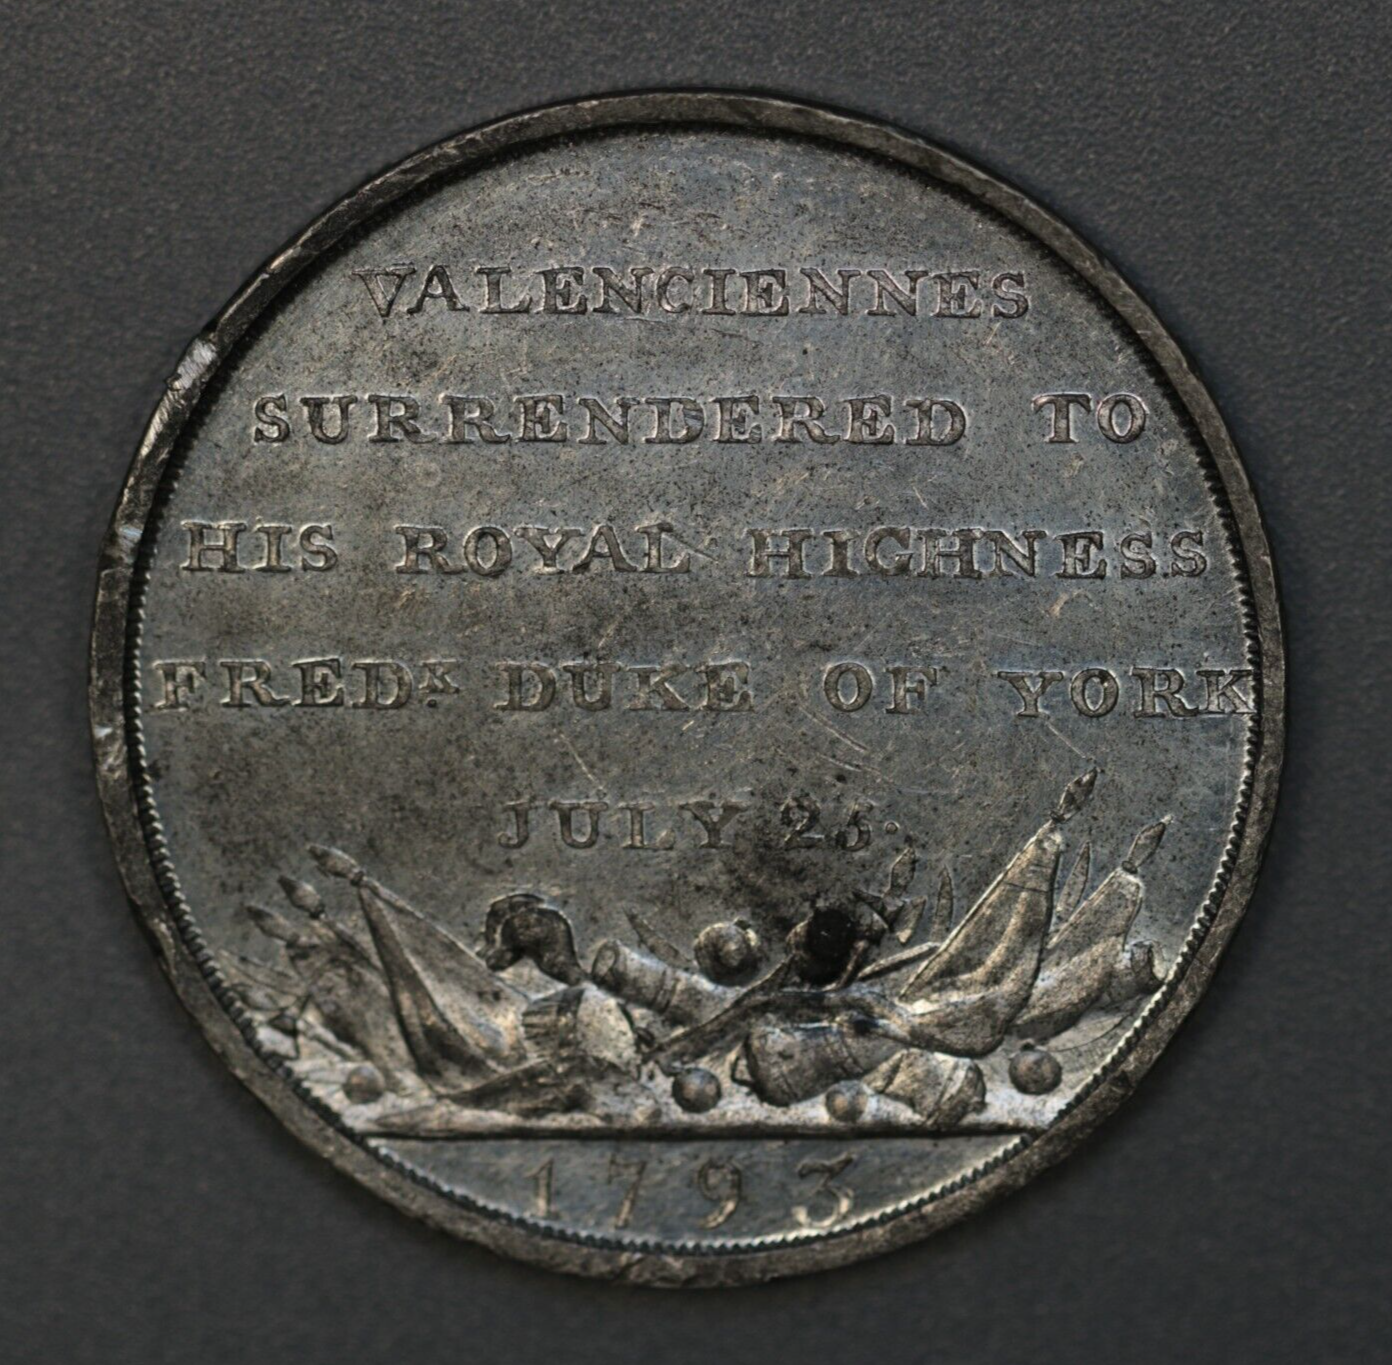 VALENCIENNES
SURRENDERED TO
HIS ROYAL HIGHNESS
FREDK. DUKE OF YORK
JULY 26.
1793